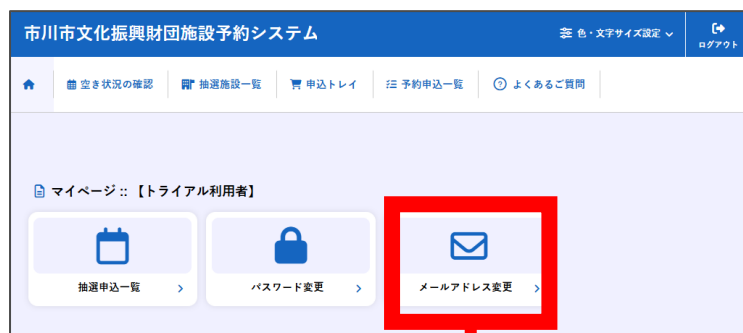 市川市文化振興財団施設予約システム
色・文字サイズ設定
ログアウト
空き状況の確認 抽選施設一覧 申込トレイ 予約申込一覧 よくあるご質問
マイページ :: 【トライアル利用者】
抽選申込一覧 パスワード変更 メールアドレス変更